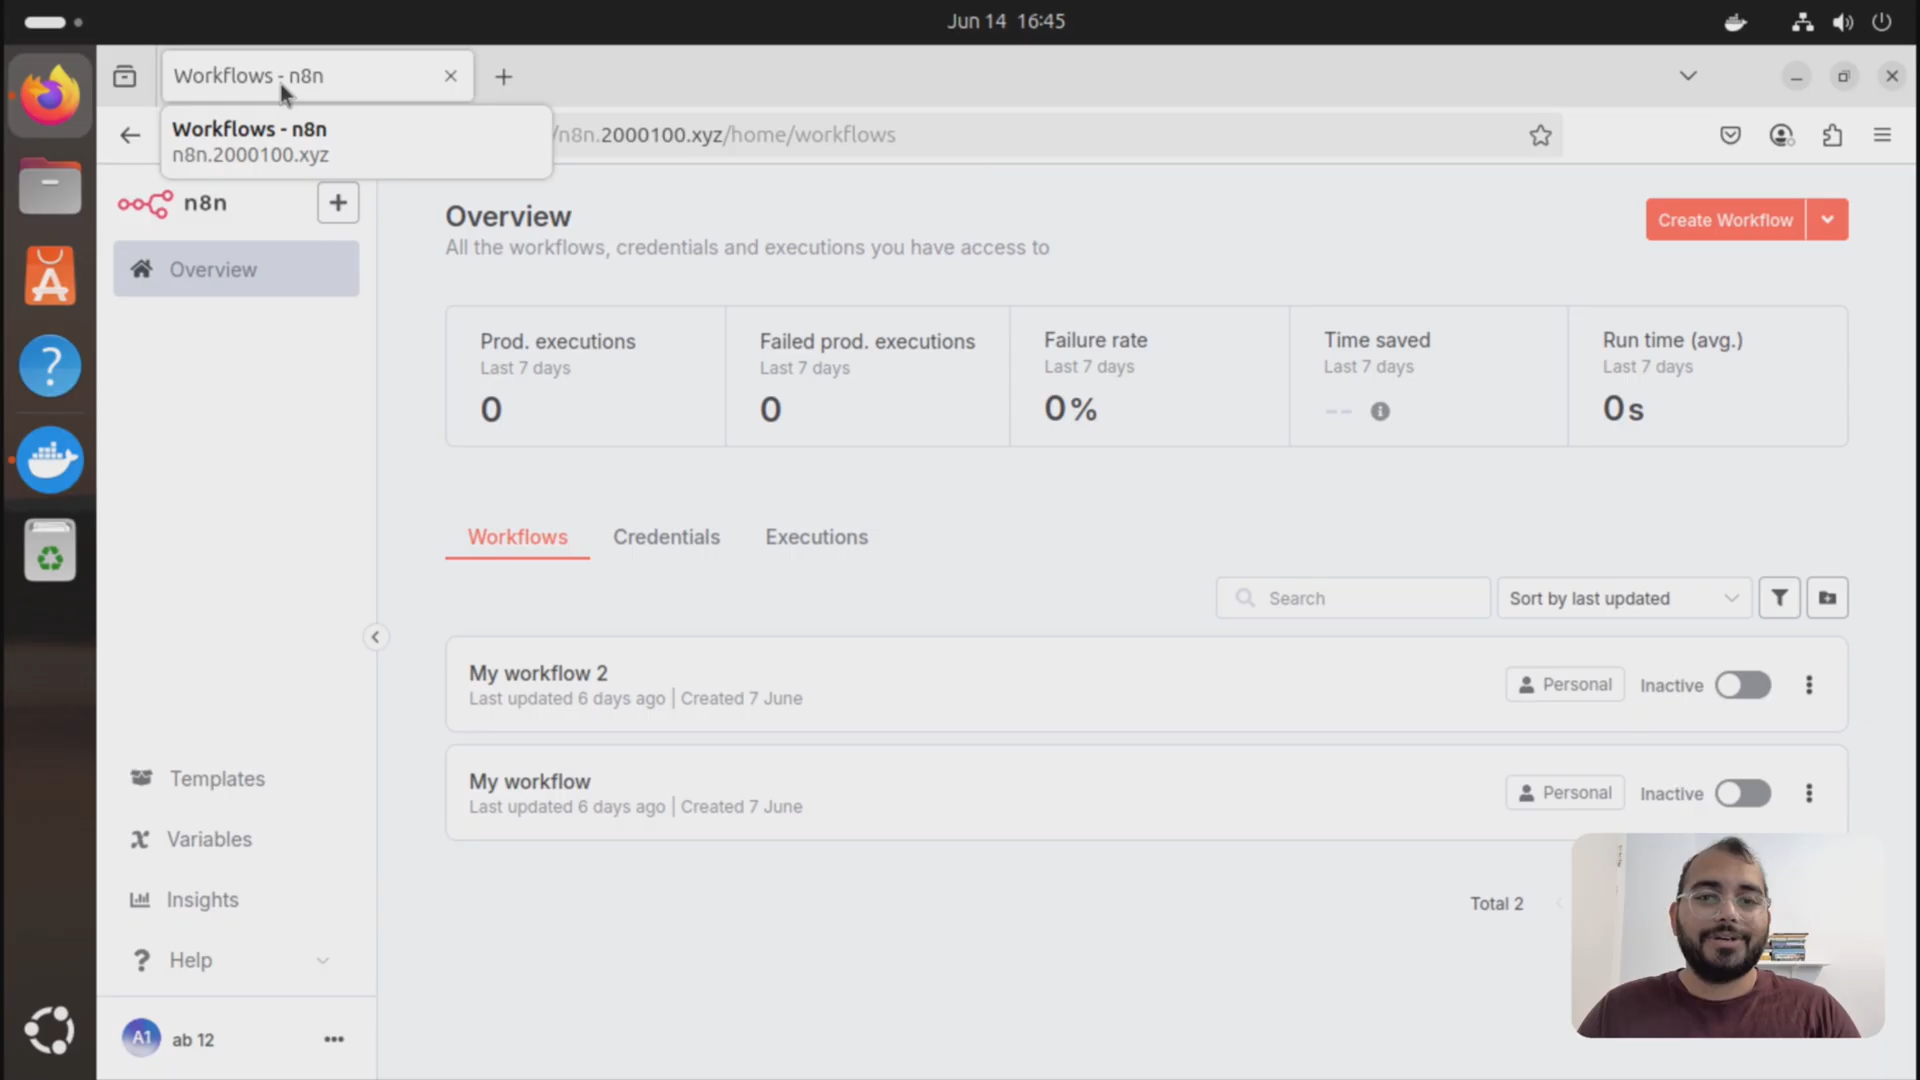 Jun 14 16:45
Workflows - n8n
Workflows - n8n
n8n.2000100.xyz
/n8n.2000100.xyz/home/workflows
n8n
Overview
Templates
Variables
Insights
Help
A1
ab 12
Overview
All the workflows, credentials and executions you have access to
Create Workflow
Prod. executions
Last 7 days
0
Failed prod. executions
Last 7 days
0
Failure rate
Last 7 days
0%
Time saved
Last 7 days
--
Run time (avg.)
Last 7 days
0s
Workflows Credentials Executions
Search
Sort by last updated
My workflow 2
Last updated 6 days ago | Created 7 June
Personal
Inactive
My workflow
Last updated 6 days ago | Created 7 June
Personal
Inactive
Total 2